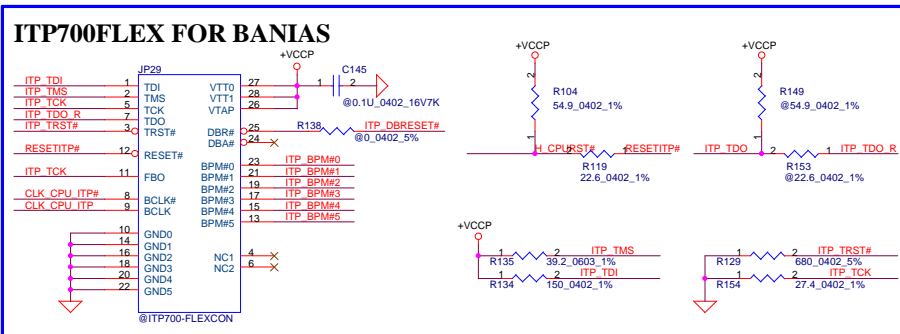 ITP700FLEX FOR BANIAS
+VCCP
JP29
C145
1 2
@0.1U_0402_16V7K
ITP_TDI 1 TDI VTT0 27
ITP_TMS 2 TMS VTT1 28
ITP_TCK 5 TCK VTAP 26
ITP_TDO_R 7 TDO
ITP_TRST# 3 TRST# DBR# 25 R138 ITP_DBRESET#
DBA# 24 @0_0402_5%
RESETITP# 12 RESET#
BPM#0 23 ITP_BPM#0
ITP_TCK 11 FBO BPM#1 21 ITP_BPM#1
BPM#2 19 ITP_BPM#2
CLK_CPU_ITP# 8 BCLK# BPM#3 17 ITP_BPM#3
CLK_CPU_ITP 9 BCLK BPM#4 15 ITP_BPM#4
BPM#5 13 ITP_BPM#5
10 GND0
14 GND1
16 GND2 NC1 4
18 GND3 NC2 6
20 GND4
22 GND5
@ITP700-FLEXCON
+VCCP
2
R104
54.9_0402_1%
1
H_CPURST# 2 1 RESETITP#
R119
22.6_0402_1%
+VCCP
2
R149
@54.9_0402_1%
1
ITP_TDO 2 1 ITP_TDO_R
R153
@22.6_0402_1%
+VCCP
1 2 ITP_TMS
R135 39.2_0603_1%
1 2 ITP_TDI
R134 150_0402_1%
1 2 ITP_TRST#
R129 680_0402_5%
1 2 ITP_TCK
R154 27.4_0402_1%